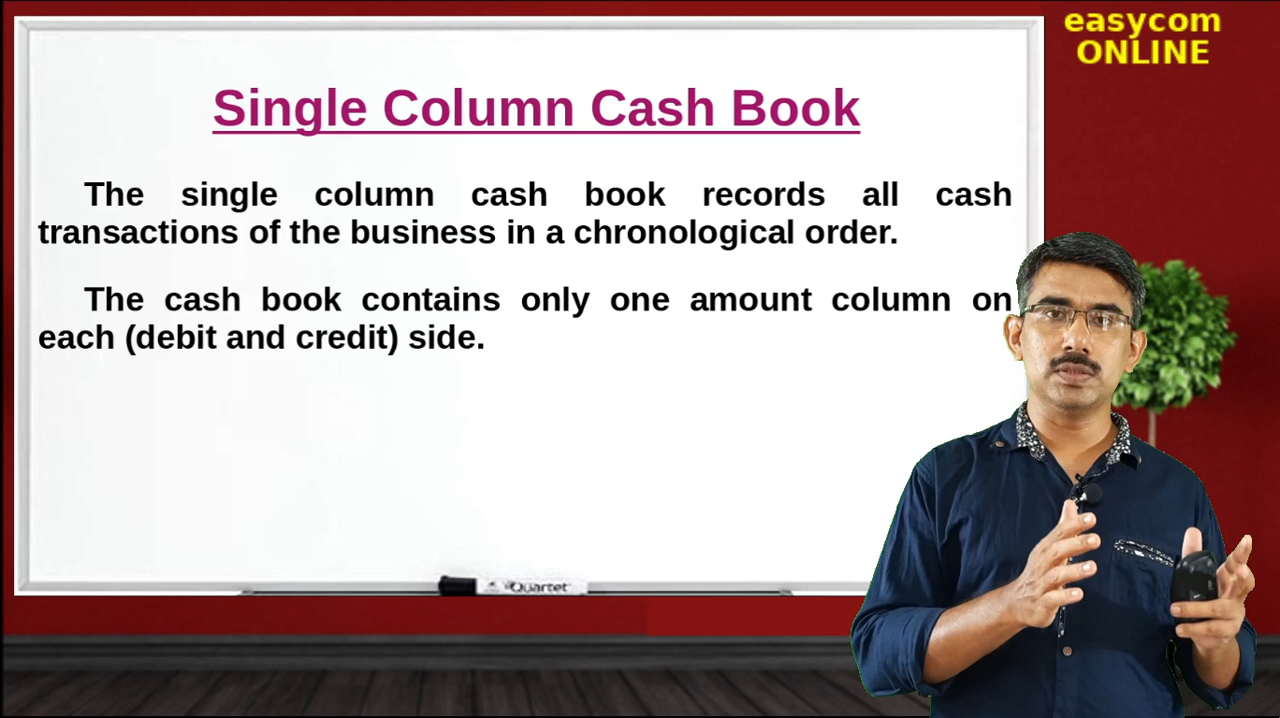 easycom
ONLINE
Single Column Cash Book
The single column cash book records all cash
transactions of the business in a chronological order.
The cash book contains only one amount column on
each (debit and credit) side.
Quartet